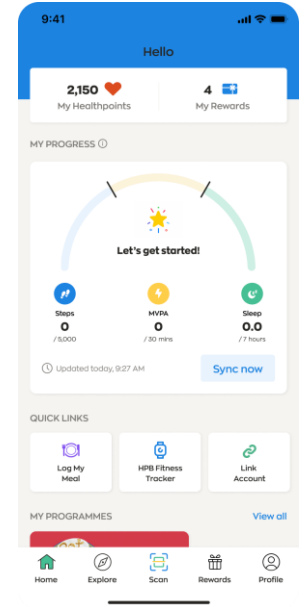 9:41
Hello
2,150
4
My Healthpoints
My Rewards
MY PROGRESS
Let's get started!
Steps
MVPA
Sleep
0
0
0.0
/ 5,000
/ 30 mins
/ 7 hours
Updated today, 9:27 AM
Sync now
QUICK LINKS
Log My
Meal
HPB Fitness
Tracker
Link
Account
MY PROGRAMMES
View all
Home
Explore
Scan
Rewards
Profile